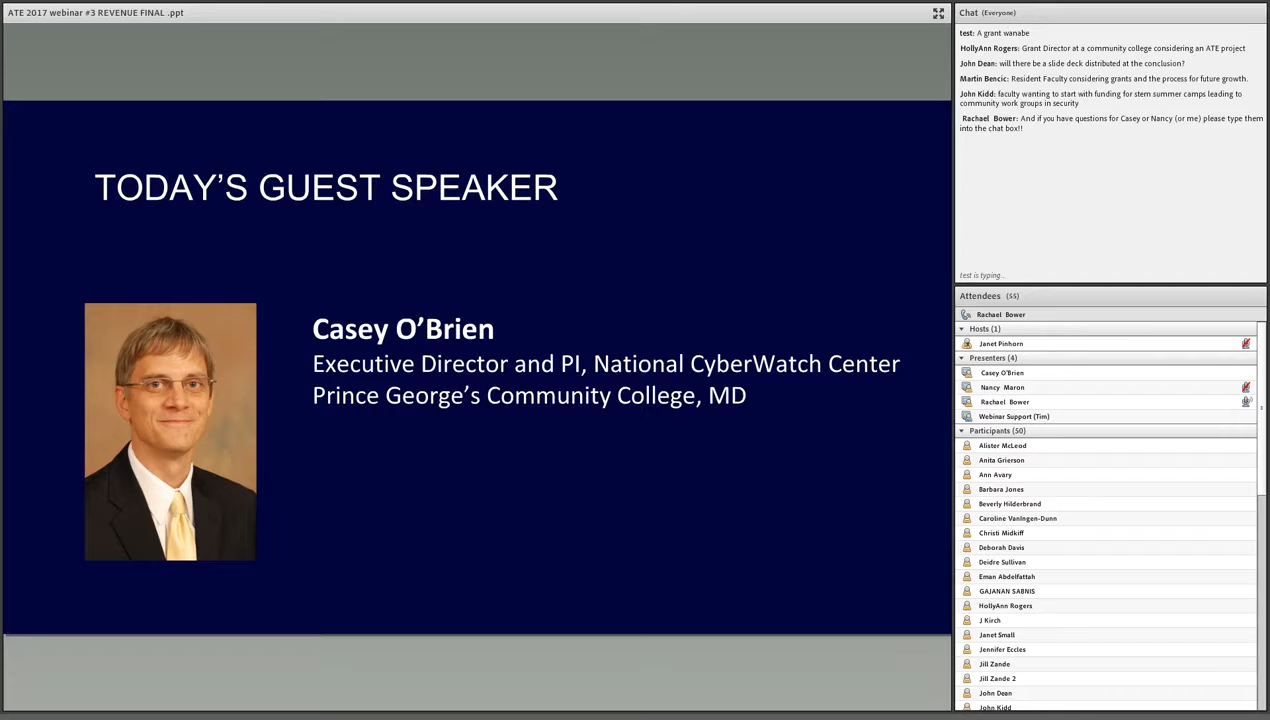 ATE 2017 webinar #3 REVENUE FINAL .ppt
TODAY’S GUEST SPEAKER
Casey O’Brien
Executive Director and PI, National CyberWatch Center
Prince George’s Community College, MD
Chat (Everyone)
test: A grant wanabe
HollyAnn Rogers: Grant Director at a community college considering an ATE project
John Dean: will there be a slide deck distributed at the conclusion?
Martin Bencic: Resident Faculty considering grants and the process for future growth.
John Kidd: faculty wanting to start with funding for stem summer camps leading to
community work groups in security
Rachael Bower: And if you have questions for Casey or Nancy (or me) please type them
into the chat box!!
test is typing...
Attendees (55)
Rachael Bower
Hosts (1)
Janet Pinhorn
Presenters (4)
Casey O'Brien
Nancy Maron
Rachael Bower
Webinar Support (Tim)
Participants (50)
Alister McLeod
Anita Grierson
Ann Avary
Barbara Jones
Beverly Hilderbrand
Caroline VanIngen-Dunn
Christi Midkiff
Deborah Davis
Deidre Sullivan
Eman Abdelfattah
GAJANAN SABNIS
HollyAnn Rogers
J Kirch
Janet Small
Jennifer Eccles
Jill Zande
Jill Zande 2
John Dean
John Kidd